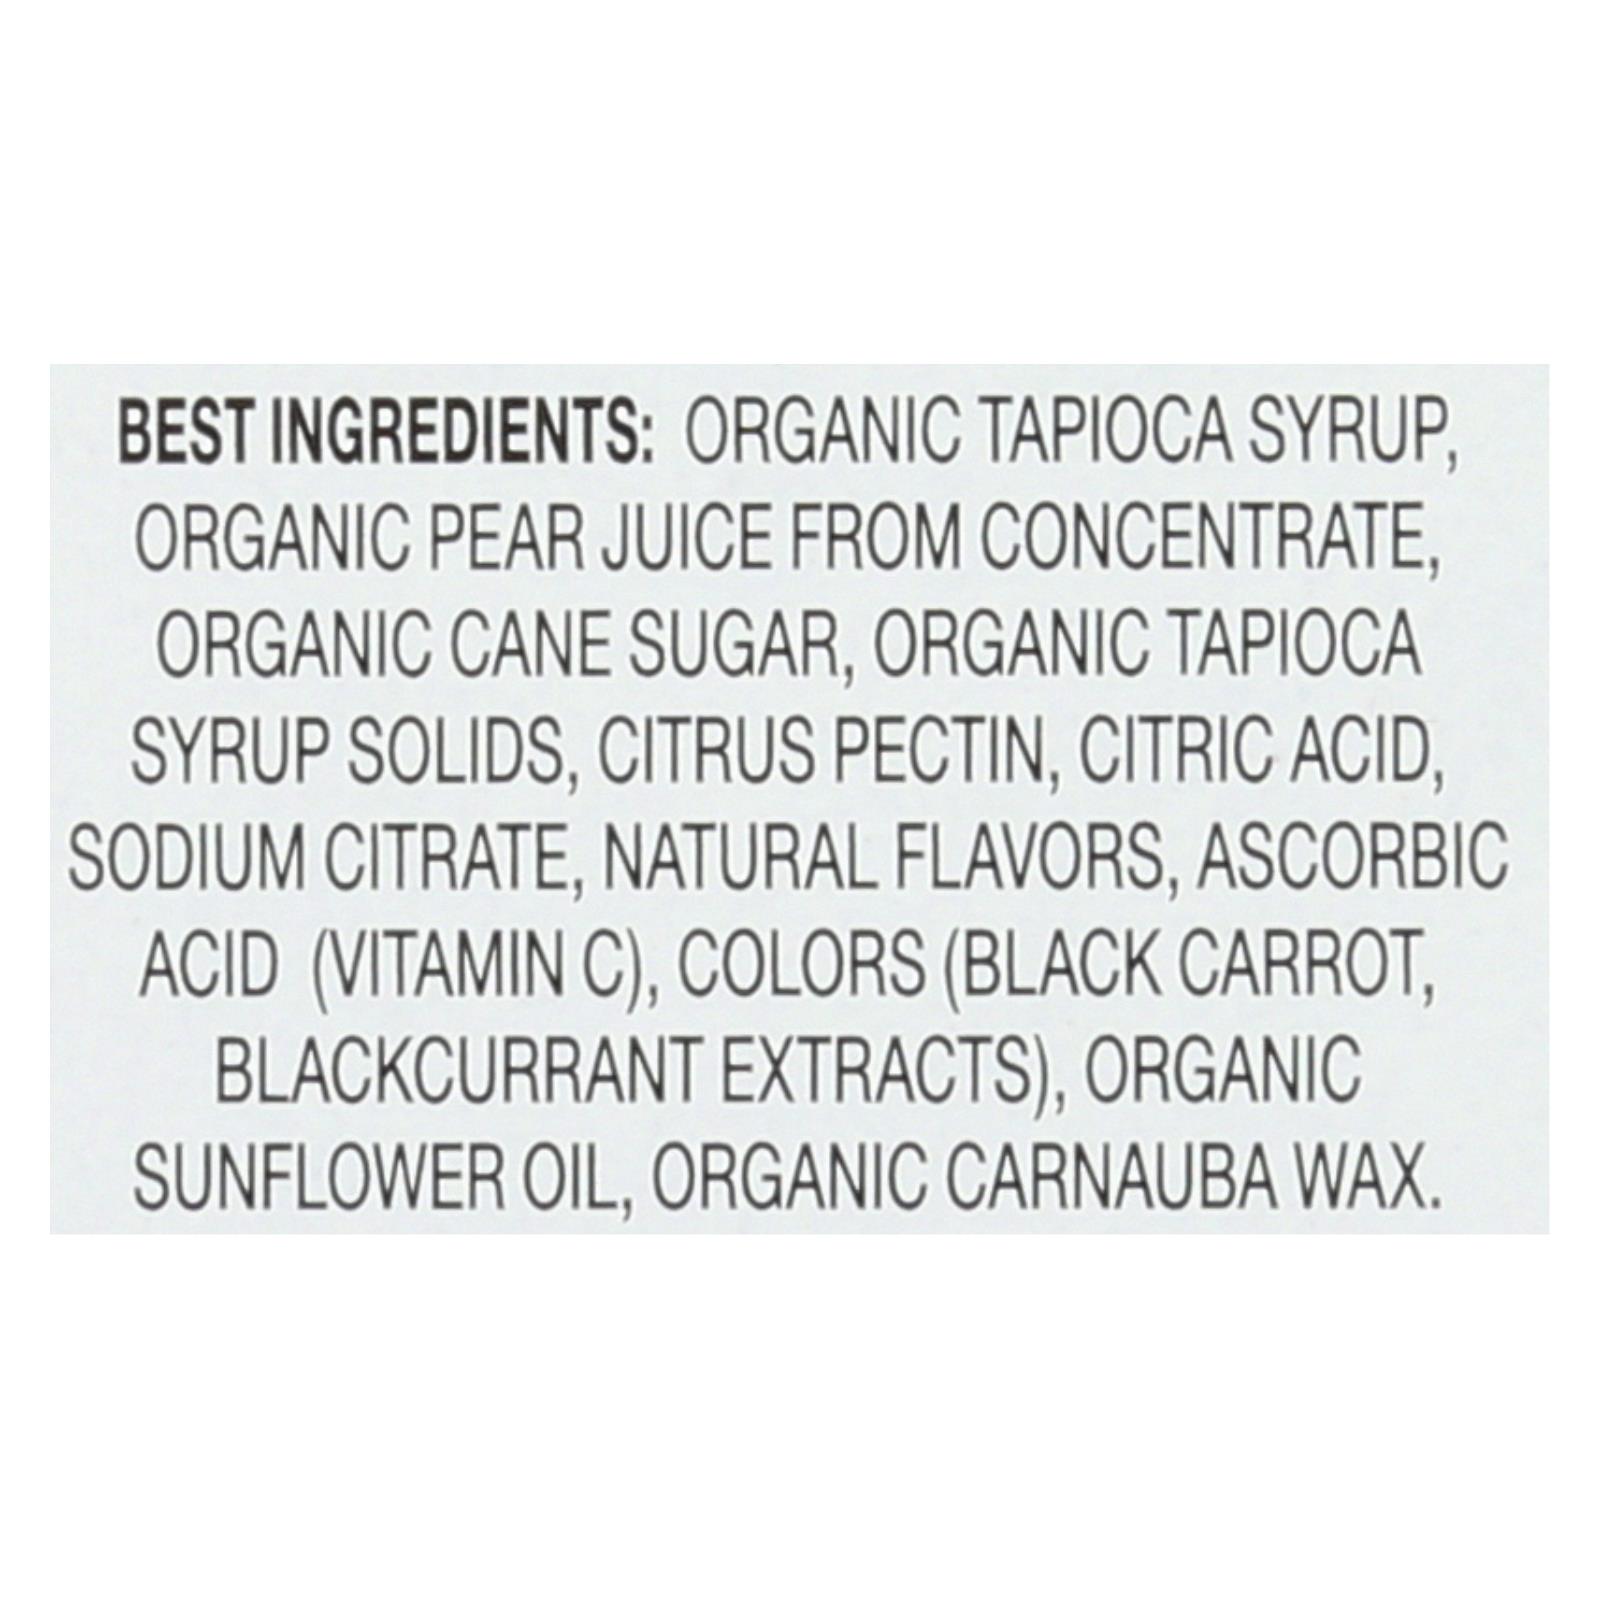 BEST INGREDIENTS: ORGANIC TAPIOCA SYRUP,
ORGANIC PEAR JUICE FROM CONCENTRATE,
ORGANIC CANE SUGAR, ORGANIC TAPIOCA
SYRUP SOLIDS, CITRUS PECTIN, CITRIC ACID,
SODIUM CITRATE, NATURAL FLAVORS, ASCORBIC
ACID (VITAMIN C), COLORS (BLACK CARROT,
BLACKCURRANT EXTRACTS), ORGANIC
SUNFLOWER OIL, ORGANIC CARNAUBA WAX.